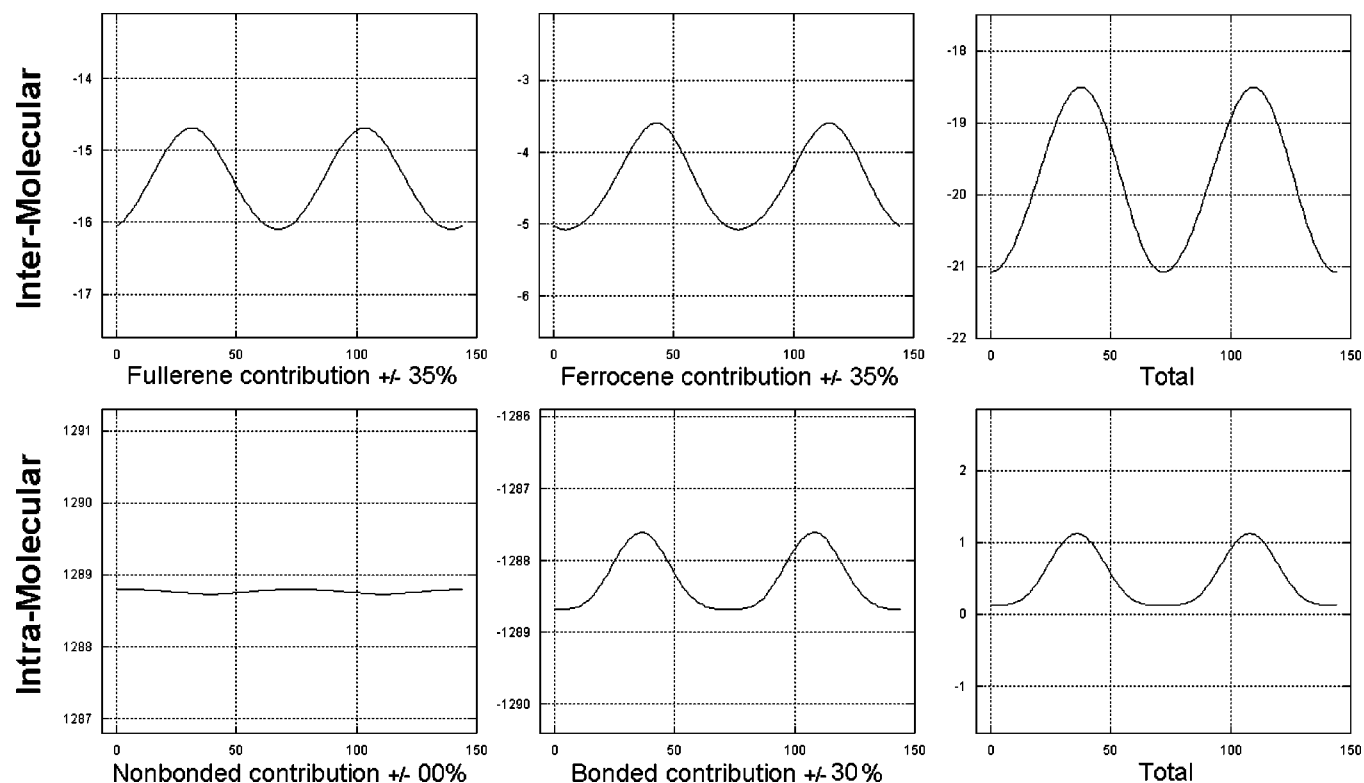 Inter-Molecular
-14
-15
-16
-17
0 50 100 150
Fullerene contribution +/- 35%
-3
-4
-5
-6
0 50 100 150
Ferrocene contribution +/- 35%
-18
-19
-20
-21
-22
0 50 100 150
Total
Intra-Molecular
1291
1290
1289
1288
1287
0 50 100 150
Nonbonded contribution +/- 00%
-1286
-1287
-1288
-1289
-1290
0 50 100 150
Bonded contribution +/- 30%
2
1
0
-1
0 50 100 150
Total